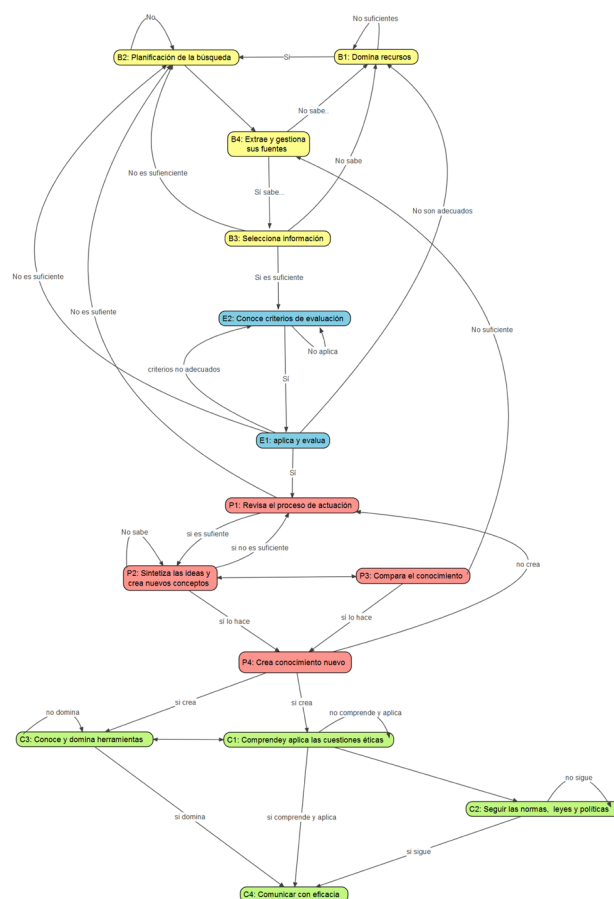 No
No suficientes
B2: Planificación de la búsqueda
Si
B1: Domina recursos
No sabe..
B4: Extrae y gestiona
sus fuentes
No sabe
No es sufienciente
Sí sabe...
No son adecuados
B3: Selecciona información
No es suficiente
Si es suficiente
No es sufiente
E2: Conoce criterios de evaluación
No suficiente
No aplica
criterios no adecuados
Sí
E1: aplica y evalua
Sí
P1: Revisa el proceso de actuación
No sabe
si es sufiente
si no es suficiente
no crea
P2: Sintetiza las ideas y
crea nuevos conceptos
P3: Compara el conocimiento
sí lo hace
sí lo hace
P4: Crea conocimiento nuevo
si crea
si crea
no domina
no comprende y aplica
C3: Conoce y domina herramientas
C1: Comprendey aplica las cuestiones éticas
no sigue
C2: Seguir las normas, leyes y políticas
si domina
si comprende y aplica
si sigue
C4: Comunicar con eficacia